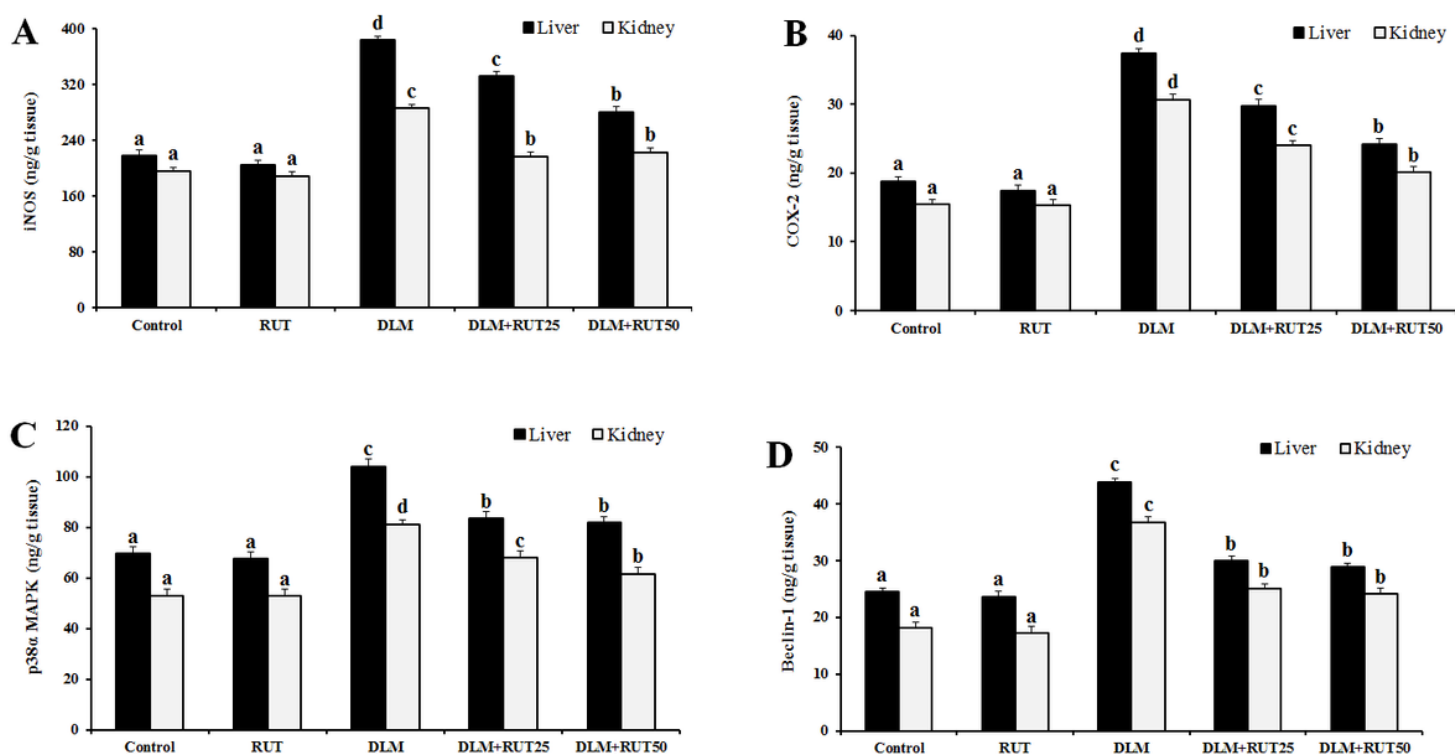 A
iNOS (ng/g tissue)
400
320
240
160
80
0
Liver Kidney
a a a a d c c b b b
Control RUT DLM DLM+RUT25 DLM+RUT50
B
COX-2 (ng/g tissue)
40
30
20
10
0
Liver Kidney
a a a a d d c c b b
Control RUT DLM DLM+RUT25 DLM+RUT50
C
p38α MAPK (ng/g tissue)
120
100
80
60
40
20
0
Liver Kidney
a a a a c d b c b b
Control RUT DLM DLM+RUT25 DLM+RUT50
D
Beclin-1 (ng/g tissue)
50
40
30
20
10
0
Liver Kidney
a a a a c c b b b b
Control RUT DLM DLM+RUT25 DLM+RUT50